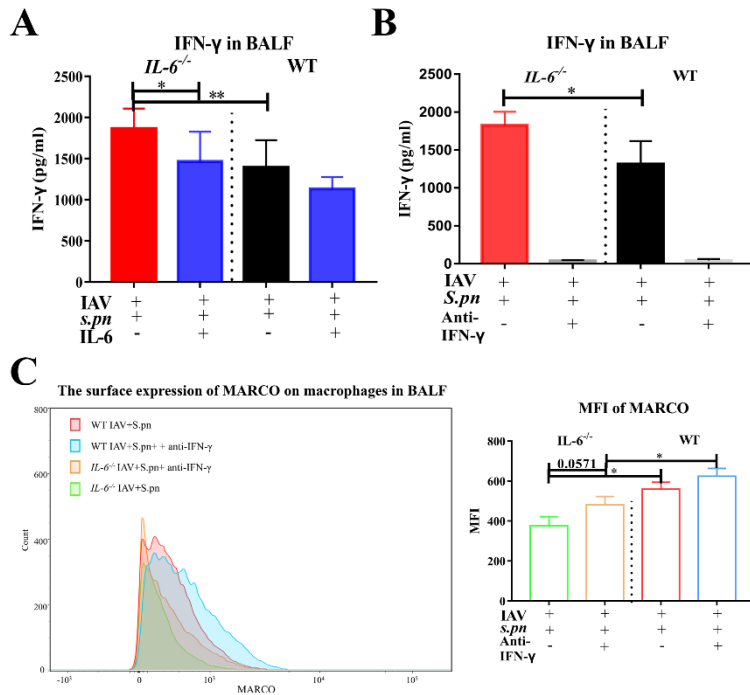 A
IFN-γ in BALF
IL-6-/-
WT
*
**
IFN-γ (pg/ml)
2500
2000
1500
1000
500
0
IAV + + + +
s.pn + + + +
IL-6 - + - +
B
IFN-γ in BALF
IL-6-/-
WT
*
IFN-γ (pg/ml)
2500
2000
1500
1000
500
0
IAV + + + +
S.pn + + + +
Anti-
IFN-γ - + - +
C
The surface expression of MARCO on macrophages in BALF
800
600
400
200
0
Count
WT IAV+S.pn
WT IAV+S.pn+ + anti-IFN-γ
IL-6-/- IAV+S.pn+ anti-IFN-γ
IL-6-/- IAV+S.pn
-10³ 0 10³ 10⁴ 10⁵
MARCO
MFI of MARCO
IL-6-/-
WT
0.0571
*
*
MFI
800
600
400
200
0
IAV + + + +
s.pn + + + +
Anti-
IFN-γ - + - +